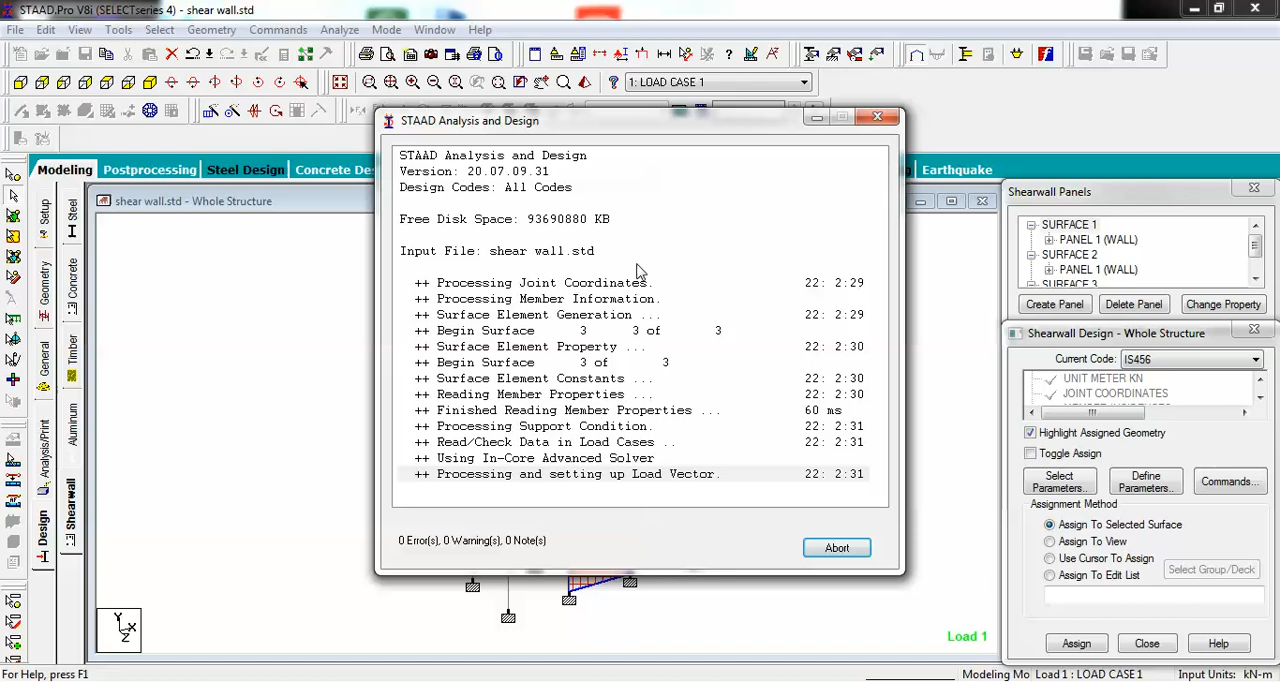 STAAD.Pro V8i (SELECTseries 4) - shear wall.std
File Edit View Tools Select Geometry Commands Analyze Mode Window Help
1: LOAD CASE 1
Modeling Postprocessing Steel Design Concrete De Earthquake
shear wall.std - Whole Structure
Setup
Geometry
General
Analysis/Print
Design
Steel
Concrete
Timber
Aluminum
Shearwall
STAAD Analysis and Design
STAAD Analysis and Design
Version: 20.07.09.31
Design Codes: All Codes
Free Disk Space: 93690880 KB
Input File: shear wall.std
++ Processing Joint Coordinates. 22: 2:29
++ Processing Member Information.
++ Surface Element Generation ... 22: 2:29
++ Begin Surface 3 3 of 3
++ Surface Element Property ... 22: 2:30
++ Begin Surface 3 of 3
++ Surface Element Constants ... 22: 2:30
++ Reading Member Properties ... 22: 2:30
++ Finished Reading Member Properties ... 60 ms
++ Processing Support Condition. 22: 2:31
++ Read/Check Data in Load Cases .. 22: 2:31
++ Using In-Core Advanced Solver
++ Processing and setting up Load Vector. 22: 2:31
0 Error(s), 0 Warning(s), 0 Note(s)
Abort
Y
X
Z
Load 1
Shearwall Panels
SURFACE 1
PANEL 1 (WALL)
SURFACE 2
PANEL 1 (WALL)
SURFACE 3
Create Panel Delete Panel Change Property
Shearwall Design - Whole Structure
Current Code: IS456
UNIT METER KN
JOINT COORDINATES
Highlight Assigned Geometry
Toggle Assign
Select Parameters.. Define Parameters.. Commands...
Assignment Method
Assign To Selected Surface
Assign To View
Use Cursor To Assign
Select Group/Deck
Assign To Edit List
Assign Close Help
For Help, press F1
Modeling Mo Load 1 : LOAD CASE 1 Input Units: kN-m